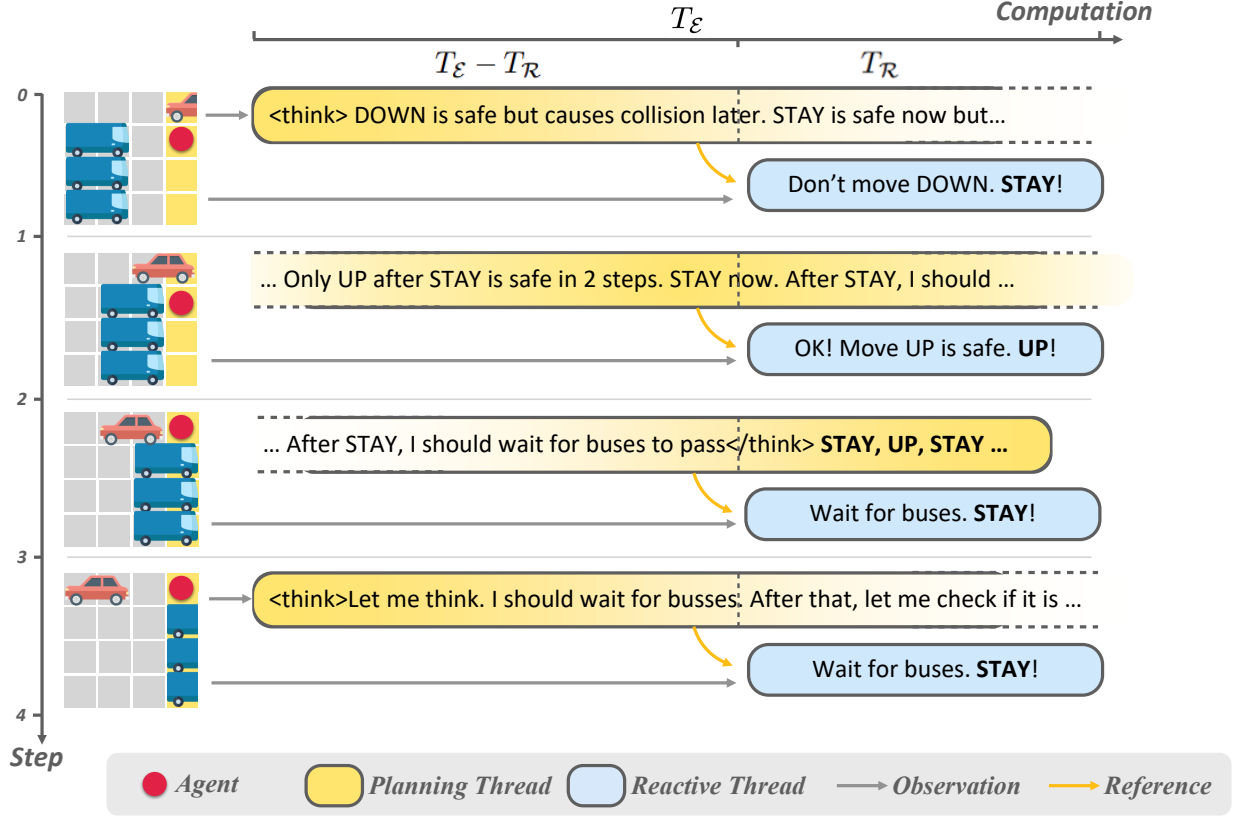 T_ℰ
Computation
T_ℰ − T_ℛ
T_ℛ
0
<think> DOWN is safe but causes collision later. STAY is safe now but…
Don’t move DOWN. STAY!
1
… Only UP after STAY is safe in 2 steps. STAY now. After STAY, I should …
OK! Move UP is safe. UP!
2
… After STAY, I should wait for buses to pass</think> STAY, UP, STAY …
Wait for buses. STAY!
3
<think>Let me think. I should wait for busses. After that, let me check if it is …
Wait for buses. STAY!
4
Step
Agent
Planning Thread
Reactive Thread
Observation
Reference